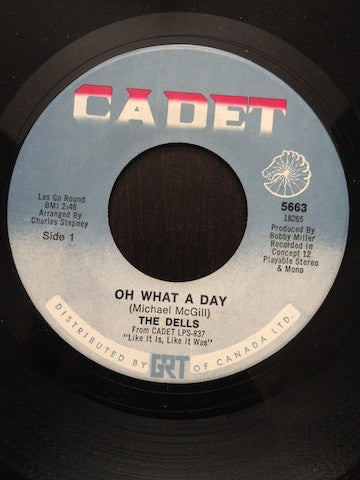 CADET
Las Go Round
BMI 2:46
Arranged By
Charles Stepney
Side 1
5663
18265
Produced By
Bobby Miller
Recorded In
Concept 12
Playable Stereo
& Mono
OH WHAT A DAY
(Michael McGill)
THE DELLS
From CADET LPS-837
"Like It Is, Like It Was"
DISTRIBUTED BY GRT OF CANADA LTD.